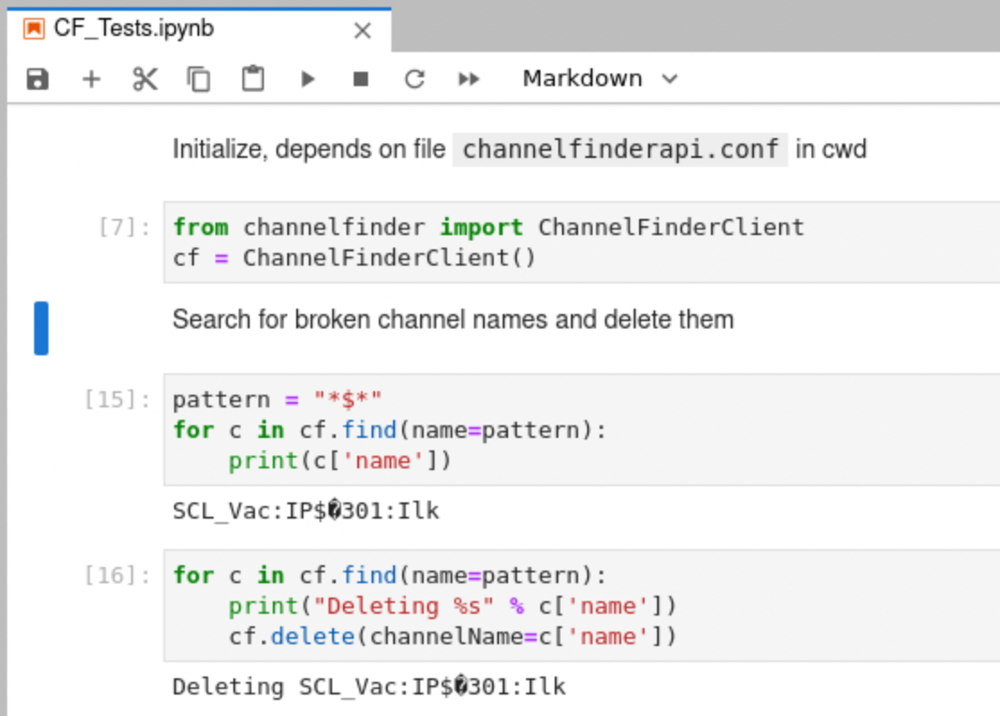 CF_Tests.ipynb
Markdown
Initialize, depends on file channelfinderapi.conf in cwd
[7]:
from channelfinder import ChannelFinderClient
cf = ChannelFinderClient()
Search for broken channel names and delete them
[15]:
pattern = "*$*"
for c in cf.find(name=pattern):
    print(c['name'])
SCL_Vac:IP$�301:Ilk
[16]:
for c in cf.find(name=pattern):
    print("Deleting %s" % c['name'])
    cf.delete(channelName=c['name'])
Deleting SCL_Vac:IP$�301:Ilk